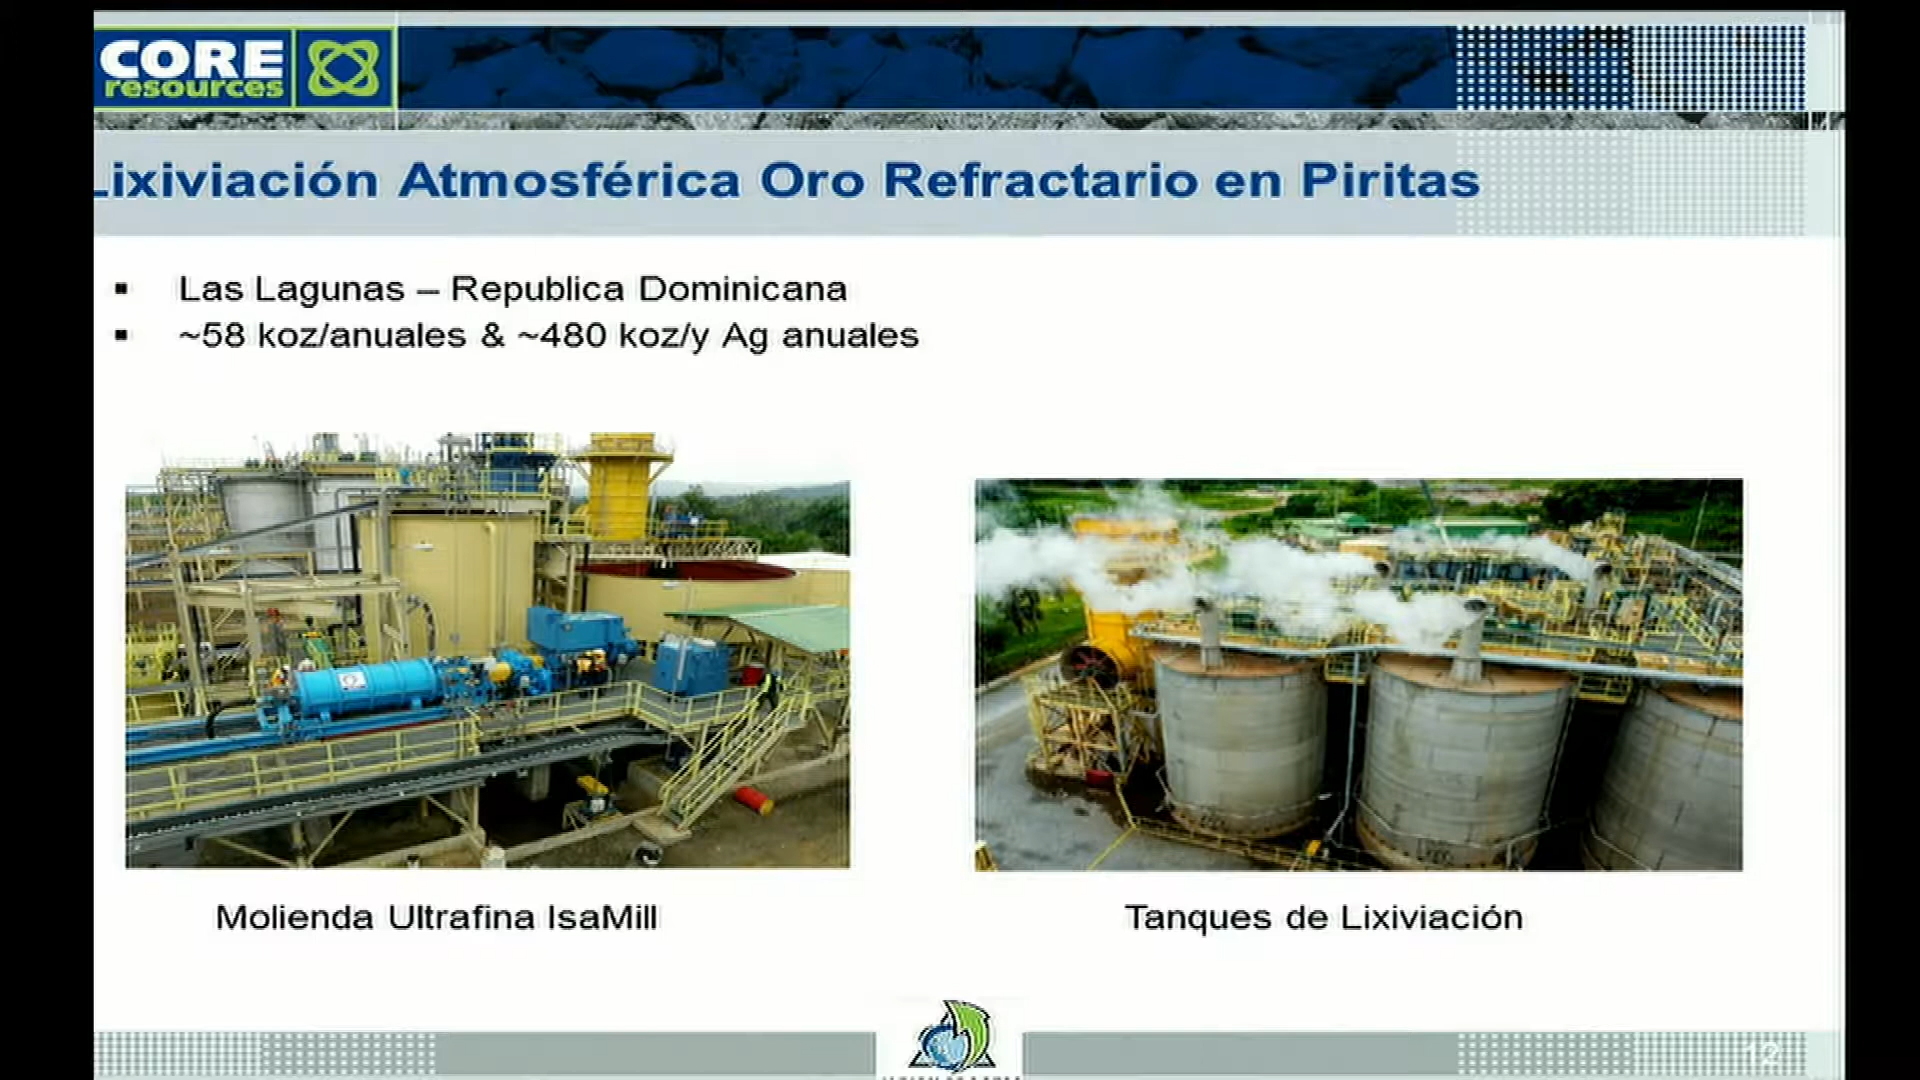 CORE
resources
Lixiviación Atmosférica Oro Refractario en Piritas
▪ Las Lagunas – Republica Dominicana
▪ ~58 koz/anuales & ~480 koz/y Ag anuales
Molienda Ultrafina IsaMill
Tanques de Lixiviación
12